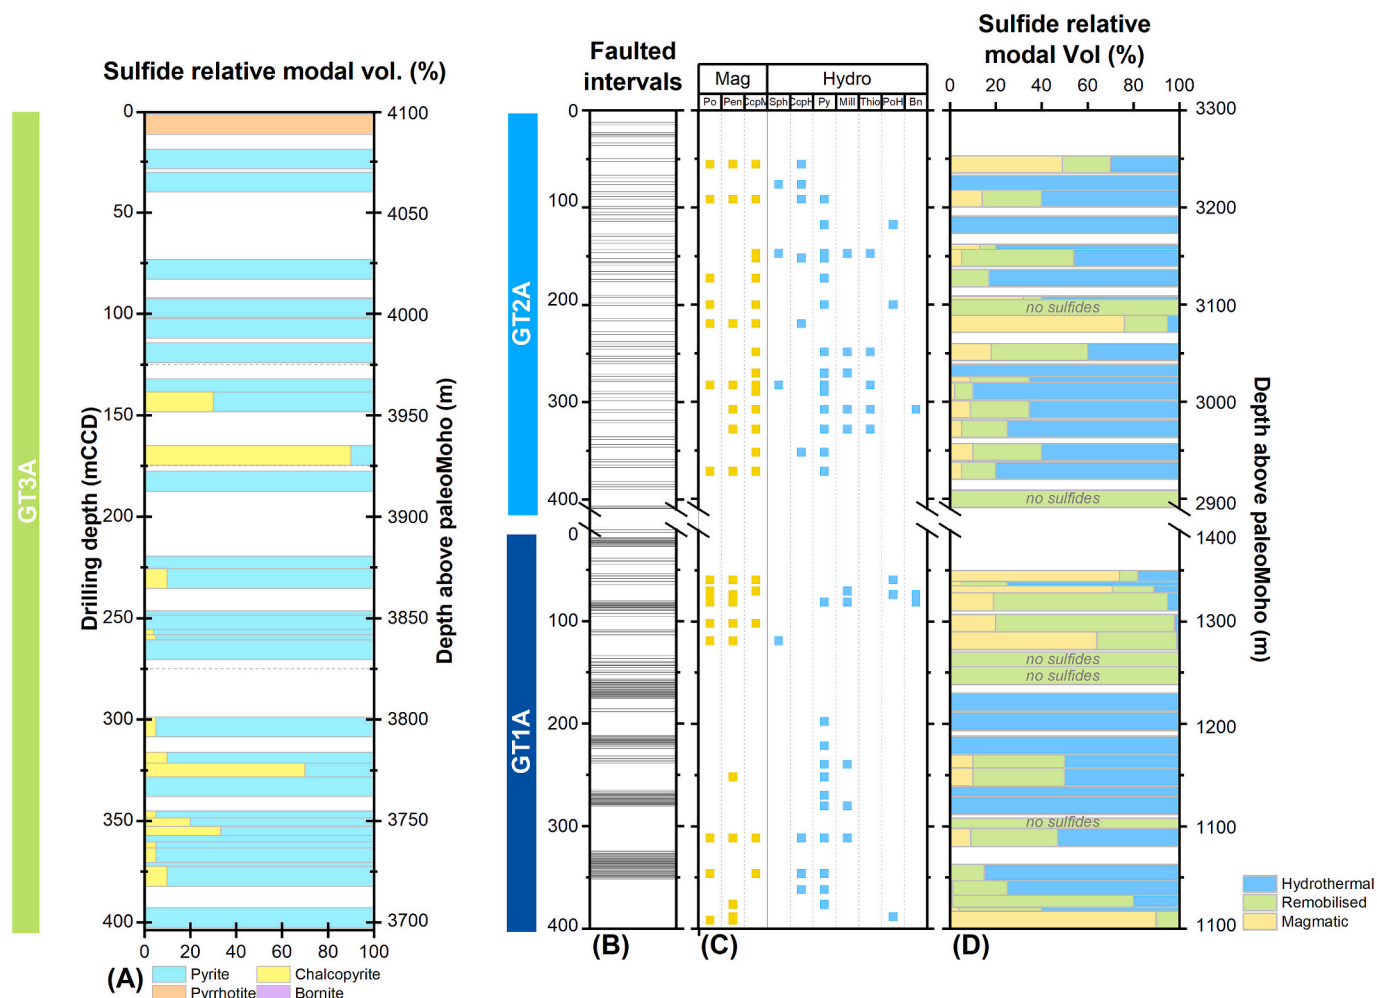 Sulfide relative modal vol. (%)
0
50
100
150
200
250
300
350
400
4100
4050
4000
3950
3900
3850
3800
3750
3700
0 20 40 60 80 100
Drilling depth (mCCD)
Depth above paleoMoho (m)
GT3A
(A)
Pyrite
Chalcopyrite
Pyrrhotite
Bornite
Faulted
intervals
GT2A
GT1A
0
100
200
300
400
0
100
200
300
400
(B)
Mag Hydro
Po Pen CcpM Sph CcpH Py Mill Thio PoH Bn
(C)
Sulfide relative
modal Vol (%)
0 20 40 60 80 100
3300
3200
3100
3000
2900
1400
1300
1200
1100
1100
no sulfides
no sulfides
no sulfides
no sulfides
no sulfides
Depth above paleoMoho (m)
(D)
Hydrothermal
Remobilised
Magmatic